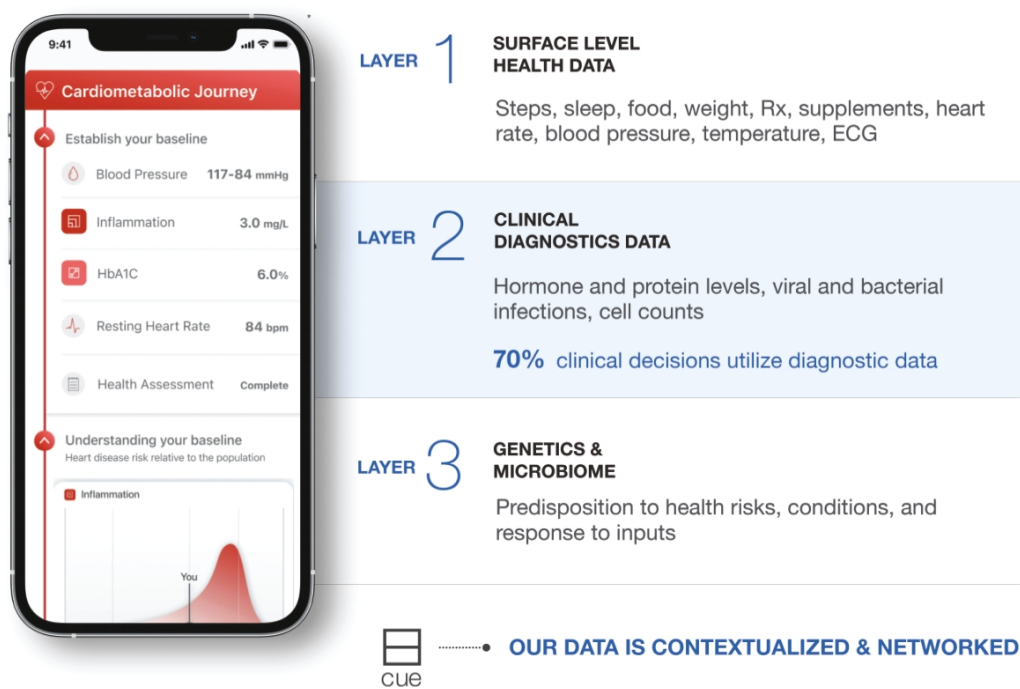 9:41
Cardiometabolic Journey
Establish your baseline
Blood Pressure 117-84 mmHg
Inflammation 3.0 mg/L
HbA1C 6.0%
Resting Heart Rate 84 bpm
Health Assessment Complete
Understanding your baseline
Heart disease risk relative to the population
Inflammation
You
LAYER 1
SURFACE LEVEL
HEALTH DATA
Steps, sleep, food, weight, Rx, supplements, heart
rate, blood pressure, temperature, ECG
LAYER 2
CLINICAL
DIAGNOSTICS DATA
Hormone and protein levels, viral and bacterial
infections, cell counts
70% clinical decisions utilize diagnostic data
LAYER 3
GENETICS &
MICROBIOME
Predisposition to health risks, conditions, and
response to inputs
cue
OUR DATA IS CONTEXTUALIZED & NETWORKED